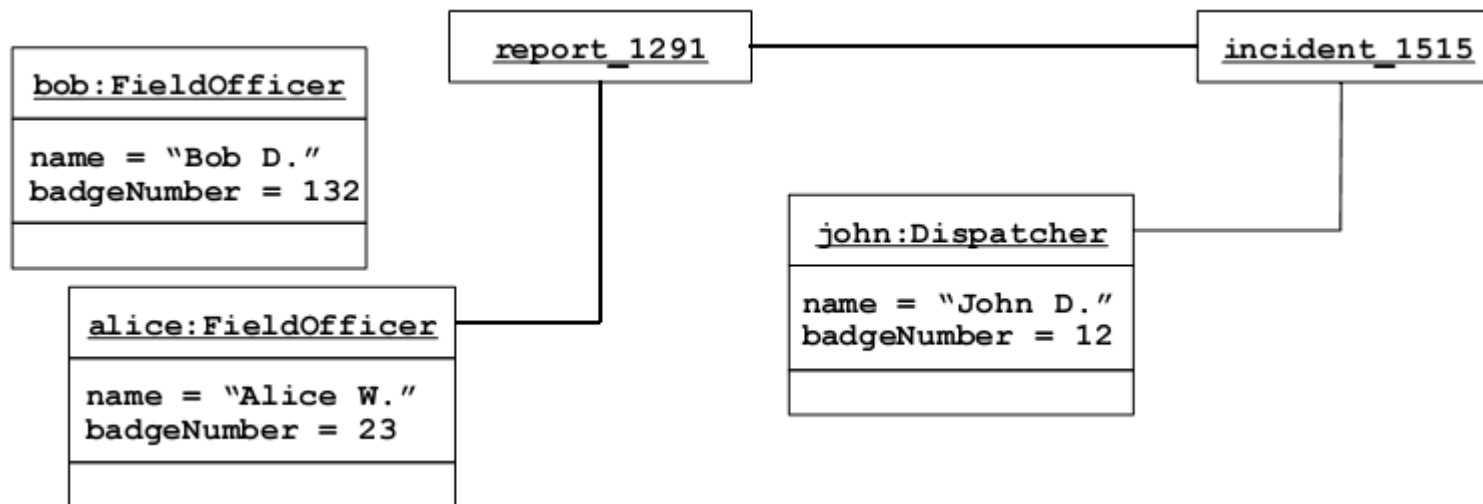 report_1291
incident_1515
bob:FieldOfficer
name = “Bob D.”
badgeNumber = 132
john:Dispatcher
name = “John D.”
badgeNumber = 12
alice:FieldOfficer
name = “Alice W.”
badgeNumber = 23